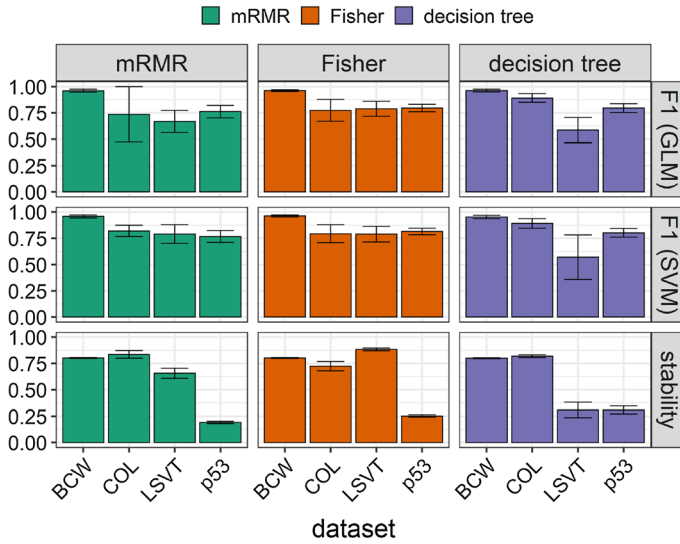 mRMR Fisher decision tree
mRMR Fisher decision tree
1.00
0.75
0.50
0.25
0.00
F1 (GLM)
1.00
0.75
0.50
0.25
0.00
F1 (SVM)
1.00
0.75
0.50
0.25
0.00
stability
BCW COL LSVT p53 BCW COL LSVT p53 BCW COL LSVT p53
dataset